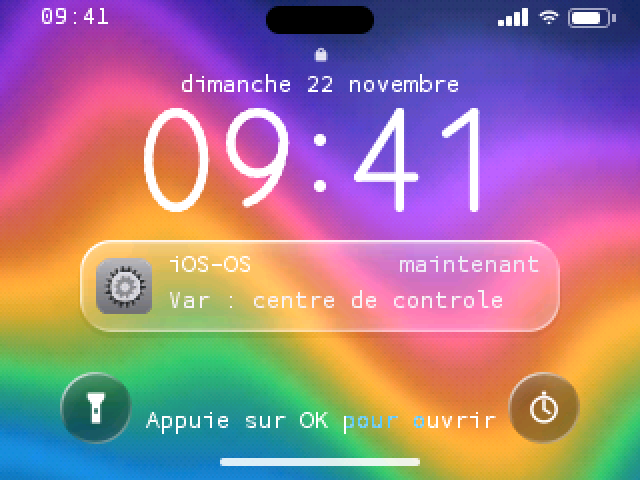 09:41
dimanche 22 novembre
09:41
iOS-OS maintenant
Var : centre de controle
Appuie sur OK pour ouvrir